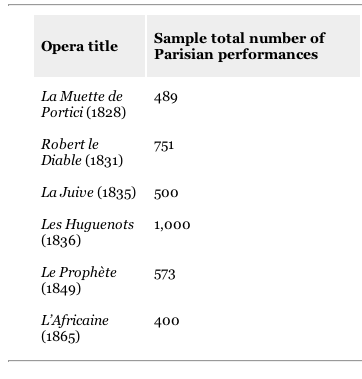 Opera title
Sample total number of
Parisian performances
La Muette de
Portici (1828)
489
Robert le
Diable (1831)
751
La Juive (1835)
500
Les Huguenots
(1836)
1,000
Le Prophète
(1849)
573
L’Africaine
(1865)
400